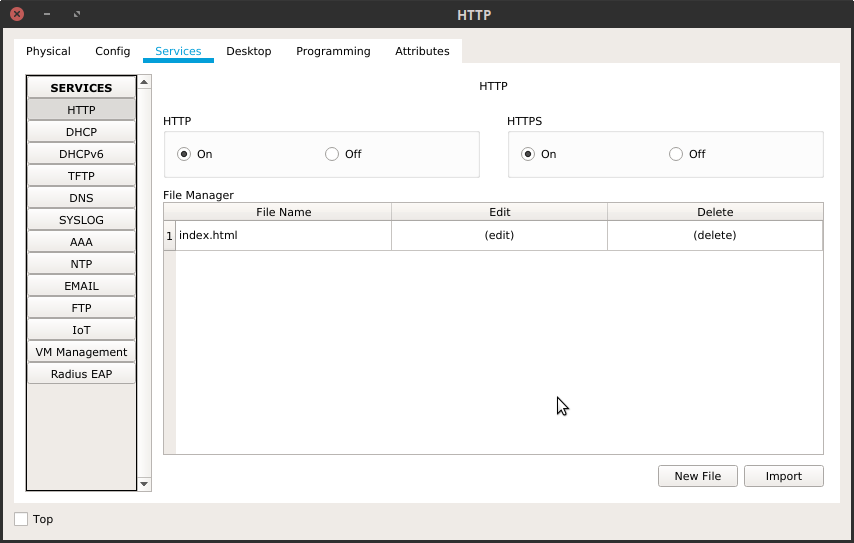 HTTP
Physical Config Services Desktop Programming Attributes
SERVICES
HTTP
DHCP
DHCPv6
TFTP
DNS
SYSLOG
AAA
NTP
EMAIL
FTP
IoT
VM Management
Radius EAP
HTTP
HTTP HTTPS
On Off On Off
File Manager
File Name Edit Delete
1 index.html (edit) (delete)
New File Import
Top